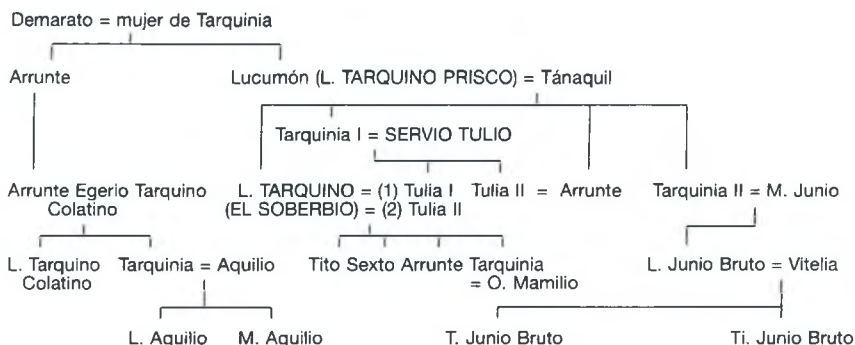 Demarato = mujer de Tarquinia
Arrunte Lucumón (L. TARQUINO PRISCO) = Tánaquil
Tarquinia I = SERVIO TULIO
Arrunte Egerio Tarquino L. TARQUINO = (1) Tulia I Tulia II = Arrunte Tarquinia II = M. Junio
Colatino (EL SOBERBIO) = (2) Tulia II
L. Tarquino Tarquinia = Aquilio Tito Sexto Arrunte Tarquinia L. Junio Bruto = Vitelia
Colatino = O. Mamilio
L. Aquilio M. Aquilio T. Junio Bruto Ti. Junio Bruto